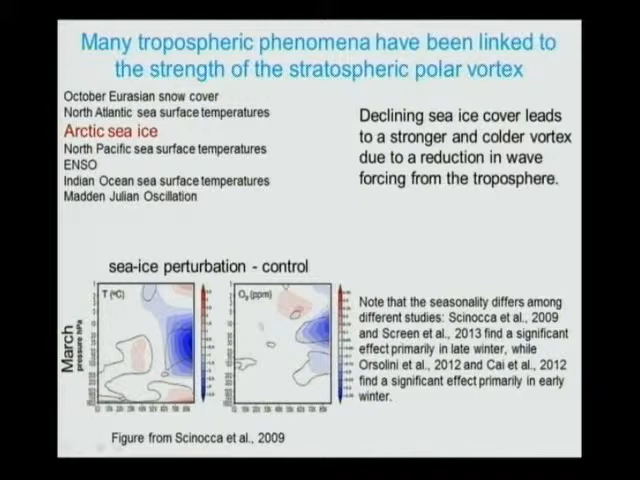 Many tropospheric phenomena have been linked to
the strength of the stratospheric polar vortex
October Eurasian snow cover
North Atlantic sea surface temperatures
Arctic sea ice
North Pacific sea surface temperatures
ENSO
Indian Ocean sea surface temperatures
Madden Julian Oscillation
Declining sea ice cover leads
to a stronger and colder vortex
due to a reduction in wave
forcing from the troposphere.
sea-ice perturbation - control
T (ºC)
O₃ (ppm)
March
pressure hPa
Note that the seasonality differs among
different studies: Scinocca et al., 2009
and Screen et al., 2013 find a significant
effect primarily in late winter, while
Orsolini et al., 2012 and Cai et al., 2012
find a significant effect primarily in early
winter.
Figure from Scinocca et al., 2009